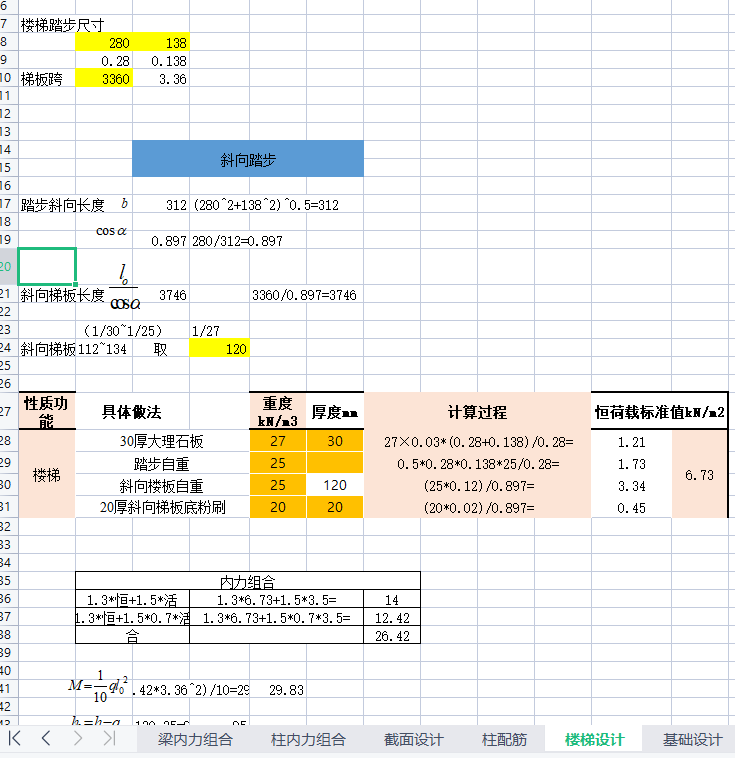 6
7 楼梯踏步尺寸
8 280 138
9 0.28 0.138
10 梯板跨 3360 3.36
11
12
13
14
斜向踏步
15
16
17 踏步斜向长度 b 312 (280^2+138^2)^0.5=312
18
cos α
19 0.897 280/312=0.897
20
l₀
21 斜向梯板长度 cosα 3746 3360/0.897=3746
22
23 (1/30~1/25) 1/27
24 斜向梯板 112~134 取 120
25
26
27 性质功能 具体做法 重度 kN/m3 厚度mm 计算过程 恒荷载标准值kN/m2
28 30厚大理石板 27 30 27×0.03*(0.28+0.138)/0.28= 1.21
29 踏步自重 25 0.5*0.28*0.138*25/0.28= 1.73
楼梯 6.73
30 斜向楼板自重 25 120 (25*0.12)/0.897= 3.34
31 20厚斜向梯板底粉刷 20 20 (20*0.02)/0.897= 0.45
32
33
34
35 内力组合
36 1.3*恒+1.5*活 1.3*6.73+1.5*3.5= 14
37 1.3*恒+1.5*0.7*活 1.3*6.73+1.5*0.7*3.5= 12.42
38 合 26.42
39
40
41 M=1/10 ql₀² .42*3.36^2)/10=29 29.83
42
梁内力组合 柱内力组合 截面设计 柱配筋 楼梯设计 基础设计